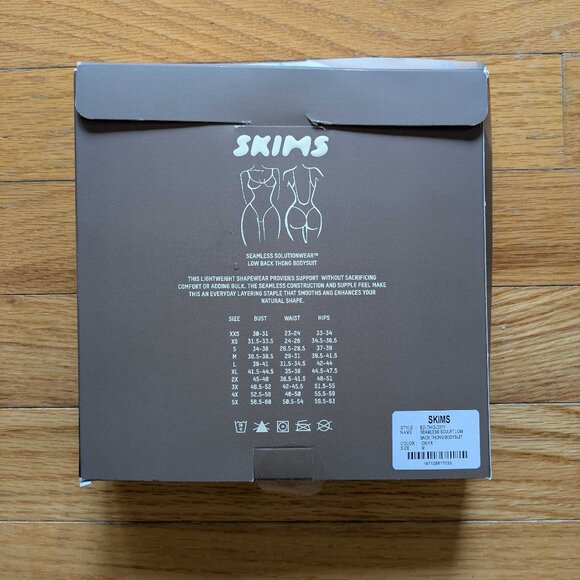 SKIMS
SEAMLESS SOLUTIONWEAR™
LOW BACK THONG BODYSUIT
THIS LIGHTWEIGHT SHAPEWEAR PROVIDES SUPPORT WITHOUT SACRIFICING
COMFORT OR ADDING BULK. THE SEAMLESS CONSTRUCTION AND SUPPLE FEEL MAKE
THIS AN EVERYDAY LAYERING STAPLE THAT SMOOTHS AND ENHANCES YOUR
NATURAL SHAPE.
SIZE BUST WAIST HIPS
XXS 30-31 23-24 33-34
XS 31.5-33.5 24-26 34.5-36.5
S 34-38 26.5-28.5 37-39
M 38.5-38.5 29-31 39.5-41.5
L 39-41 31.5-34.5 42-44
XL 41.5-44.5 35-38 44.5-47.5
2X 45-48 38.5-41.5 48-51
3X 48.5-52 42-45.5 51.5-55
4X 52.5-56 46-50 55.5-59
5X 56.5-60 50.5-54 59.5-63
SKIMS
STYLE :
NAME : SEAMLESS SCULPT LOW
BACK THONG BODYSUIT
COLOR : ONYX
SIZE : M